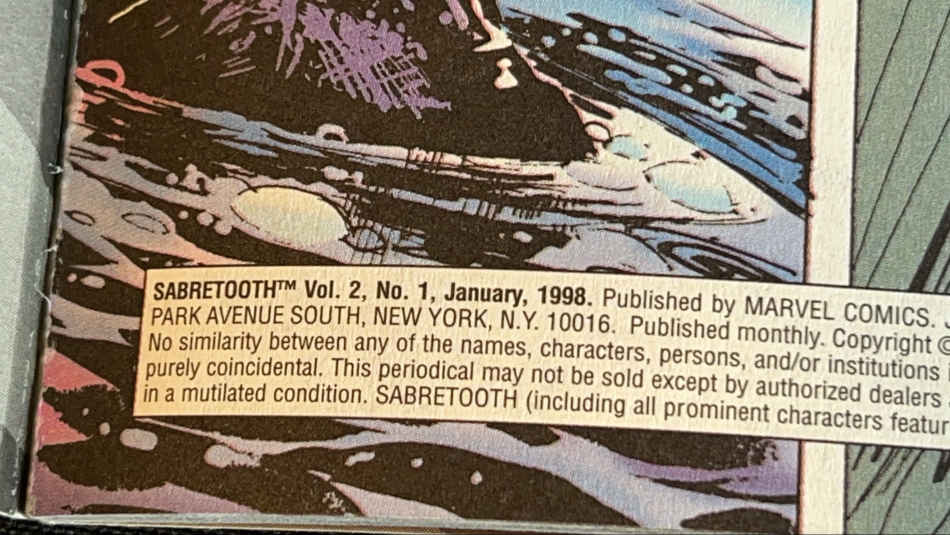 SABRETOOTH™ Vol. 2, No. 1, January, 1998. Published by MARVEL COMICS.
PARK AVENUE SOUTH, NEW YORK, N.Y. 10016. Published monthly. Copyright ©
No similarity between any of the names, characters, persons, and/or institutions
purely coincidental. This periodical may not be sold except by authorized dealers
in a mutilated condition. SABRETOOTH (including all prominent characters featur